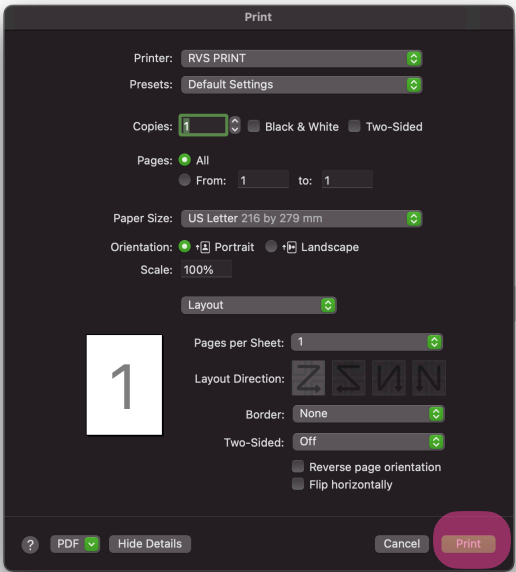 Print
Printer: RVS PRINT
Presets: Default Settings
Copies: 1 Black & White Two-Sided
Pages: All
From: 1 to: 1
Paper Size: US Letter 216 by 279 mm
Orientation: Portrait Landscape
Scale: 100%
Layout
1
Pages per Sheet: 1
Layout Direction:
Border: None
Two-Sided: Off
Reverse page orientation
Flip horizontally
? PDF Hide Details Cancel Print